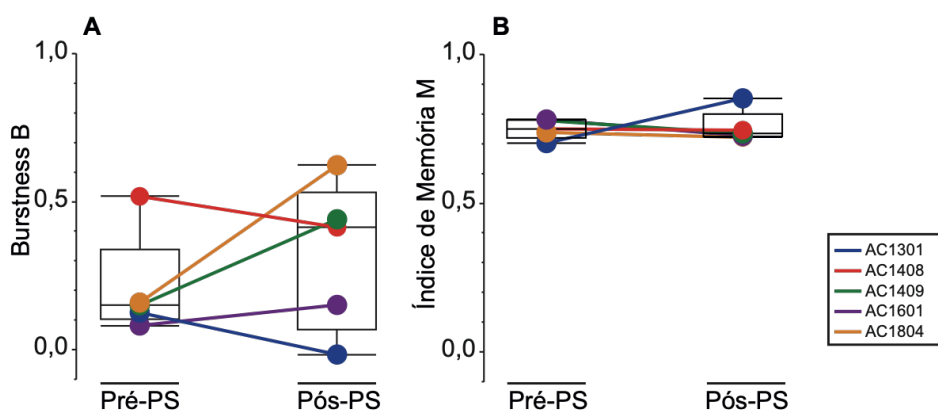 A
1,0
0,5
0,0
Burstness B
Pré-PS
Pós-PS
B
1,0
0,5
0,0
Índice de Memória M
Pré-PS
Pós-PS
AC1301
AC1408
AC1409
AC1601
AC1804